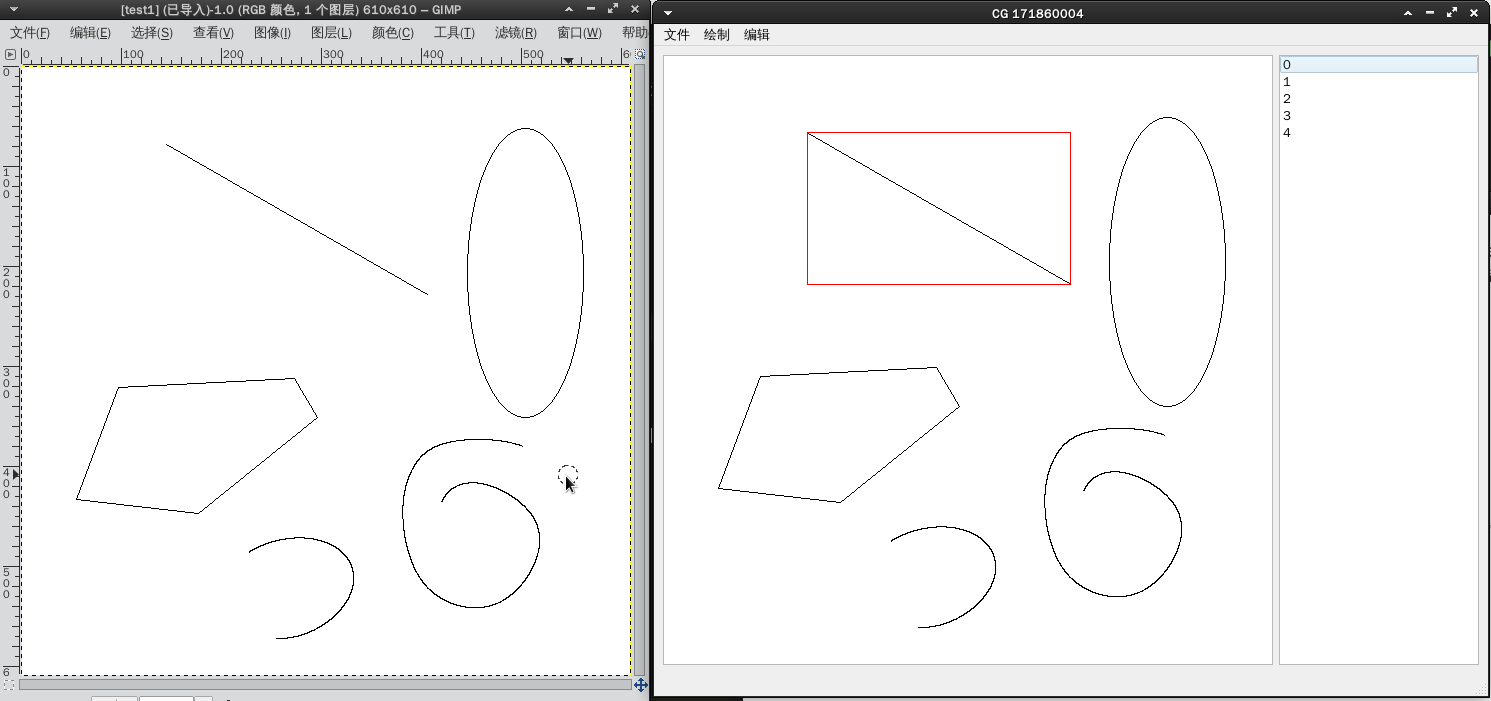 [test1] (已导入)-1.0 (RGB 颜色, 1 个图层) 610x610 – GIMP
文件(F) 编辑(E) 选择(S) 查看(V) 图像(I) 图层(L) 颜色(C) 工具(T) 滤镜(R) 窗口(W) 帮助
0 100 200 300 400 500 6
0
100
200
300
400
500
6
CG 171860004
文件 绘制 编辑
0
1
2
3
4